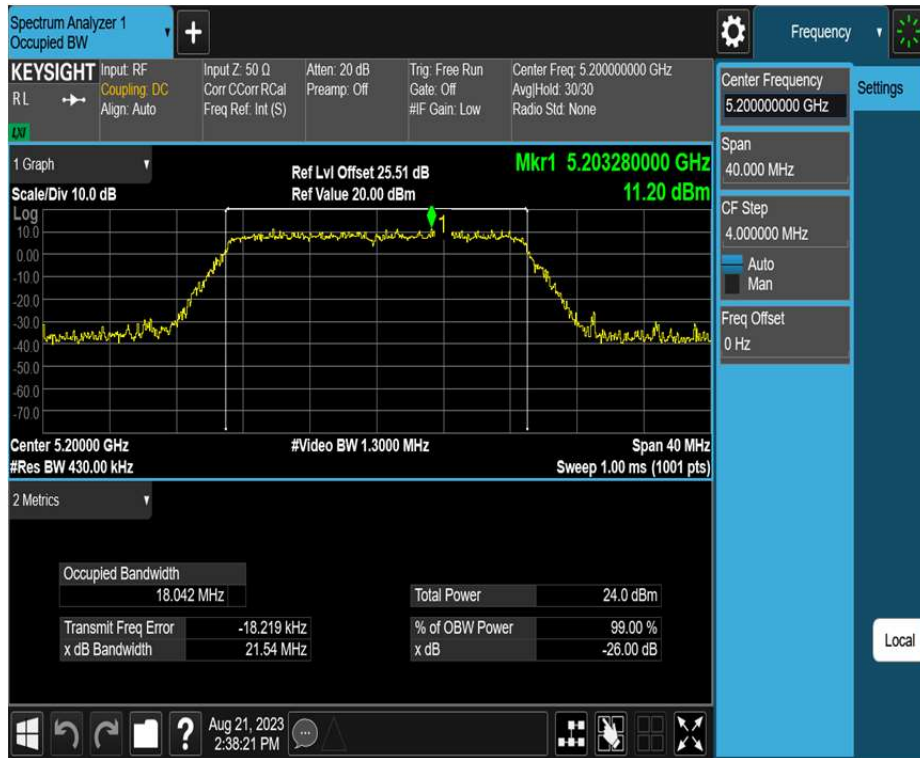 Spectrum Analyzer 1
Occupied BW
+
Frequency
KEYSIGHT
R L
LXI
Input: RF
Coupling: DC
Align: Auto
Input Z: 50 Ω
Corr CCorr RCal
Freq Ref: Int (S)
Atten: 20 dB
Preamp: Off
Trig: Free Run
Gate: Off
#IF Gain: Low
Center Freq: 5.200000000 GHz
Avg|Hold: 30/30
Radio Std: None
Center Frequency
5.200000000 GHz
Settings
Span
40.000 MHz
CF Step
4.000000 MHz
Auto
Man
Freq Offset
0 Hz
1 Graph
Scale/Div 10.0 dB
Ref Lvl Offset 25.51 dB
Ref Value 20.00 dBm
Mkr1 5.203280000 GHz
11.20 dBm
Log
10.0
0.00
-10.0
-20.0
-30.0
-40.0
-50.0
-60.0
-70.0
1
Center 5.20000 GHz
#Video BW 1.3000 MHz
Span 40 MHz
#Res BW 430.00 kHz
Sweep 1.00 ms (1001 pts)
2 Metrics
Occupied Bandwidth
18.042 MHz
Total Power 24.0 dBm
Transmit Freq Error -18.219 kHz
% of OBW Power 99.00 %
x dB Bandwidth 21.54 MHz
x dB -26.00 dB
Local
?
Aug 21, 2023
2:38:21 PM